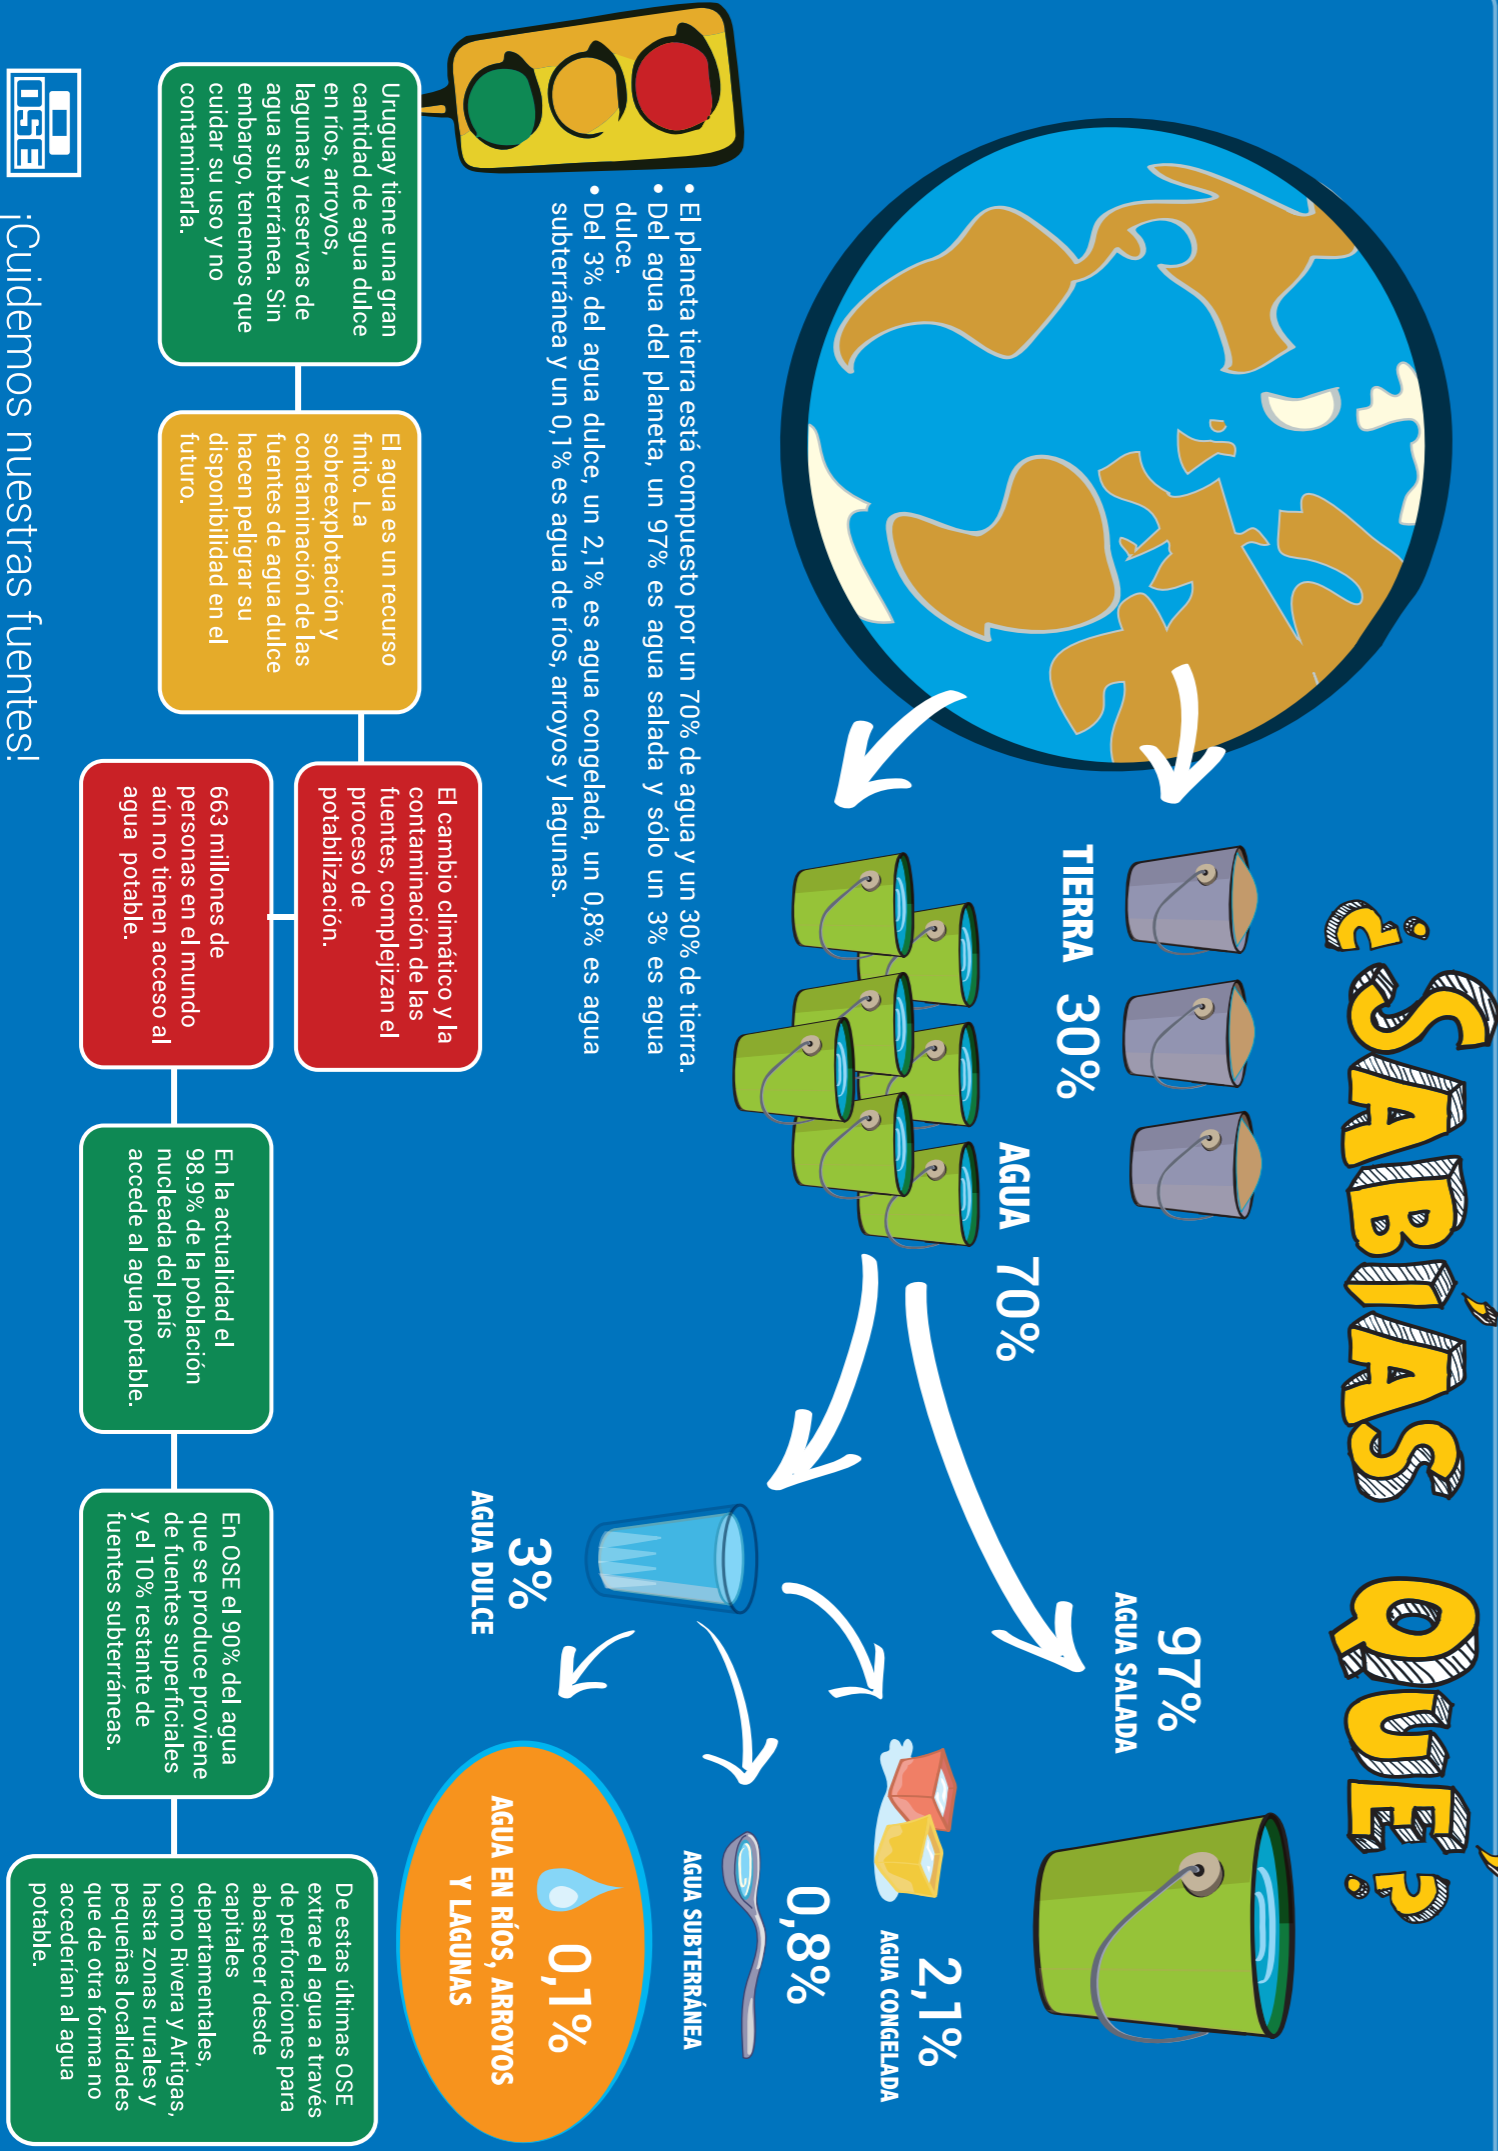 ¿SABÍAS QUE?
TIERRA 30%
AGUA 70%
97%
AGUA SALADA
3%
AGUA DULCE
2,1%
AGUA CONGELADA
0,8%
AGUA SUBTERRÁNEA
0,1%
AGUA EN RÍOS, ARROYOS
Y LAGUNAS
• El planeta tierra está compuesto por un 70% de agua y un 30% de tierra.
• Del agua del planeta, un 97% es agua salada y sólo un 3% es agua
dulce.
• Del 3% del agua dulce, un 2,1% es agua congelada, un 0,8% es agua
subterránea y un 0,1% es agua de ríos, arroyos y lagunas.
Uruguay tiene una gran
cantidad de agua dulce
en ríos, arroyos,
lagunas y reservas de
agua subterránea. Sin
embargo, tenemos que
cuidar su uso y no
contaminarla.
El agua es un recurso
finito. La
sobreexplotación y
contaminación de las
fuentes de agua dulce
hacen peligrar su
disponibilidad en el
futuro.
El cambio climático y la
contaminación de las
fuentes, complejizan el
proceso de
potabilización.
663 millones de
personas en el mundo
aún no tienen acceso al
agua potable.
En la actualidad el
98.9% de la población
nucleada del país
accede al agua potable.
En OSE el 90% del agua
que se produce proviene
de fuentes superficiales
y el 10% restante de
fuentes subterráneas.
De estas últimas OSE
extrae el agua a través
de perforaciones para
abastecer desde
capitales
departamentales,
como Rivera y Artigas,
hasta zonas rurales y
pequeñas localidades
que de otra forma no
accederían al agua
potable.
OSE
¡Cuidemos nuestras fuentes!